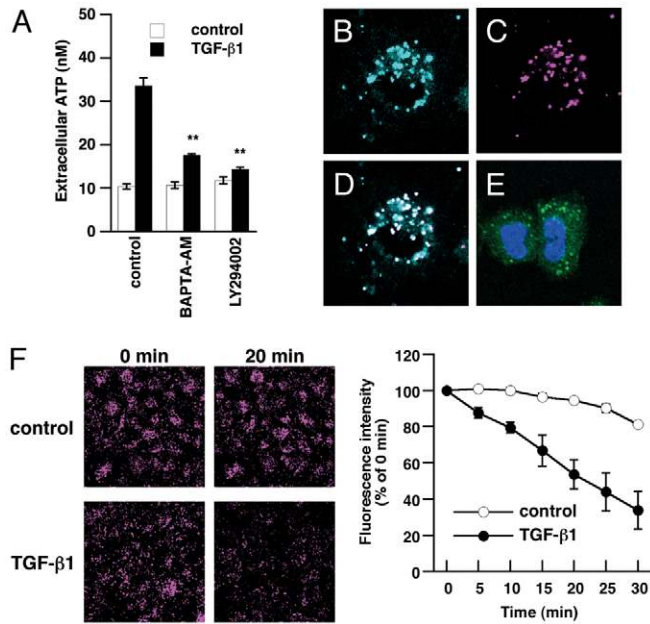 A
control
TGF-β1
Extracellular ATP (nM)
50
40
30
20
10
0
**
**
control
BAPTA-AM
LY294002
B
C
D
E
F
0 min
20 min
control
TGF-β1
Fluorescence intensity
(% of 0 min)
120
100
80
60
40
20
0
control
TGF-β1
0 5 10 15 20 25 30
Time (min)